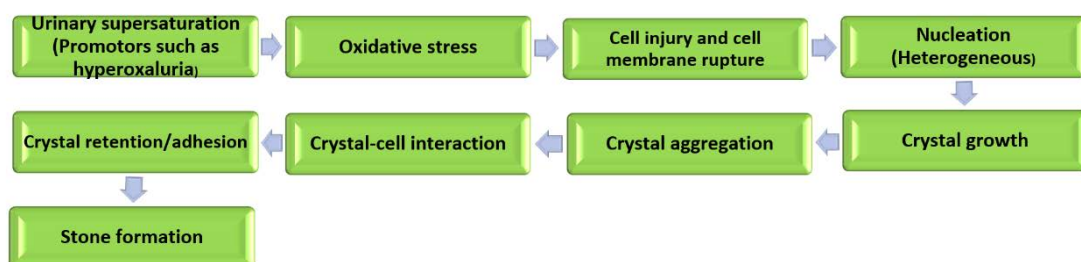 Urinary supersaturation
(Promotors such as
hyperoxaluria)
Oxidative stress
Cell injury and cell
membrane rupture
Nucleation
(Heterogeneous)
Crystal growth
Crystal aggregation
Crystal-cell interaction
Crystal retention/adhesion
Stone formation